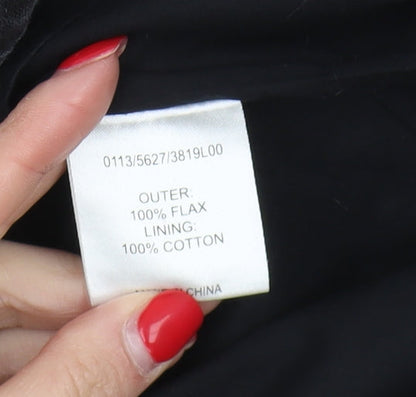 0113/5627/3819L00
OUTER:
100% FLAX
LINING:
100% COTTON
CHINA